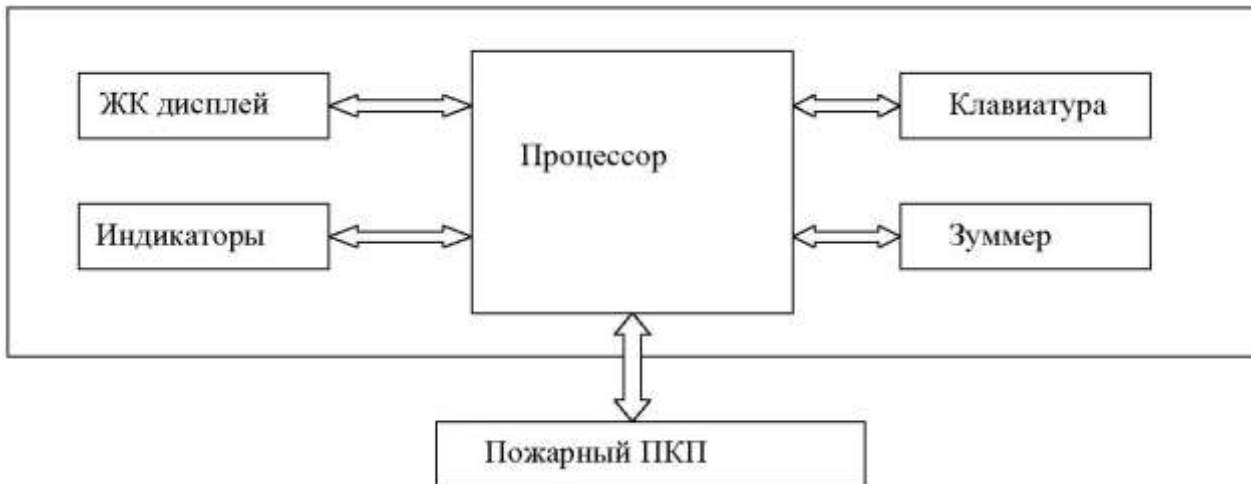 ЖК дисплей
Клавиатура
Процессор
Индикаторы
Зуммер
Пожарный ПКП